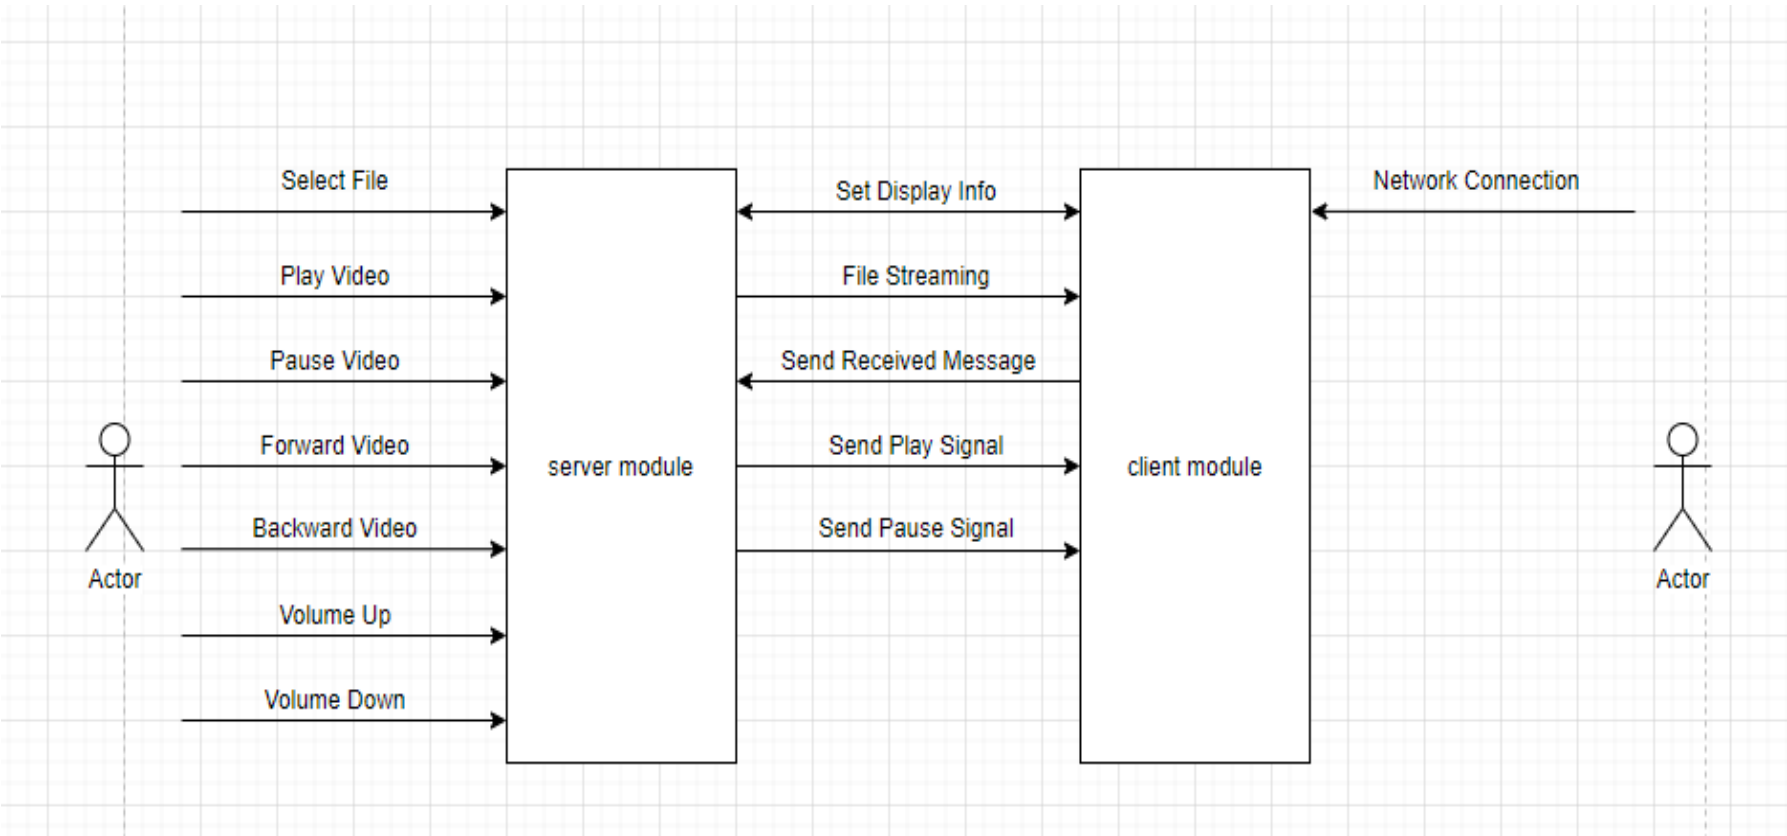 Select File
Set Display Info
Network Connection
Play Video
File Streaming
Pause Video
Send Received Message
Forward Video
Send Play Signal
server module
client module
Backward Video
Send Pause Signal
Actor
Actor
Volume Up
Volume Down